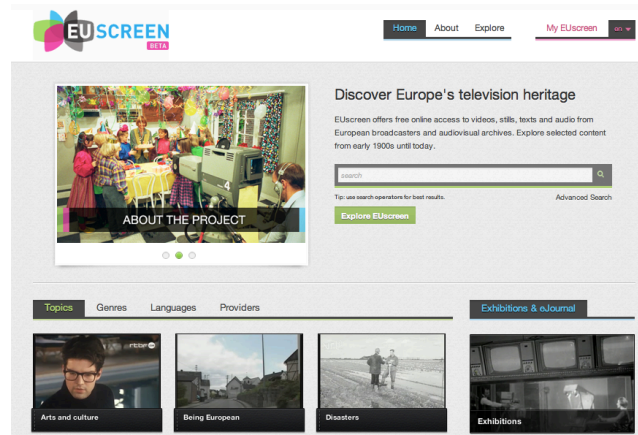 EUSCREEN
BETA
Home About Explore My EUscreen en
Discover Europe's television heritage
EUscreen offers free online access to videos, stills, texts and audio from
European broadcasters and audiovisual archives. Explore selected content
from early 1900s until today.
search
Tip: use search operators for best results. Advanced Search
Explore EUscreen
4
ABOUT THE PROJECT
Topics Genres Languages Providers
Exhibitions & eJournal
rtbf
Arts and culture
Being European
Disasters
Exhibitions